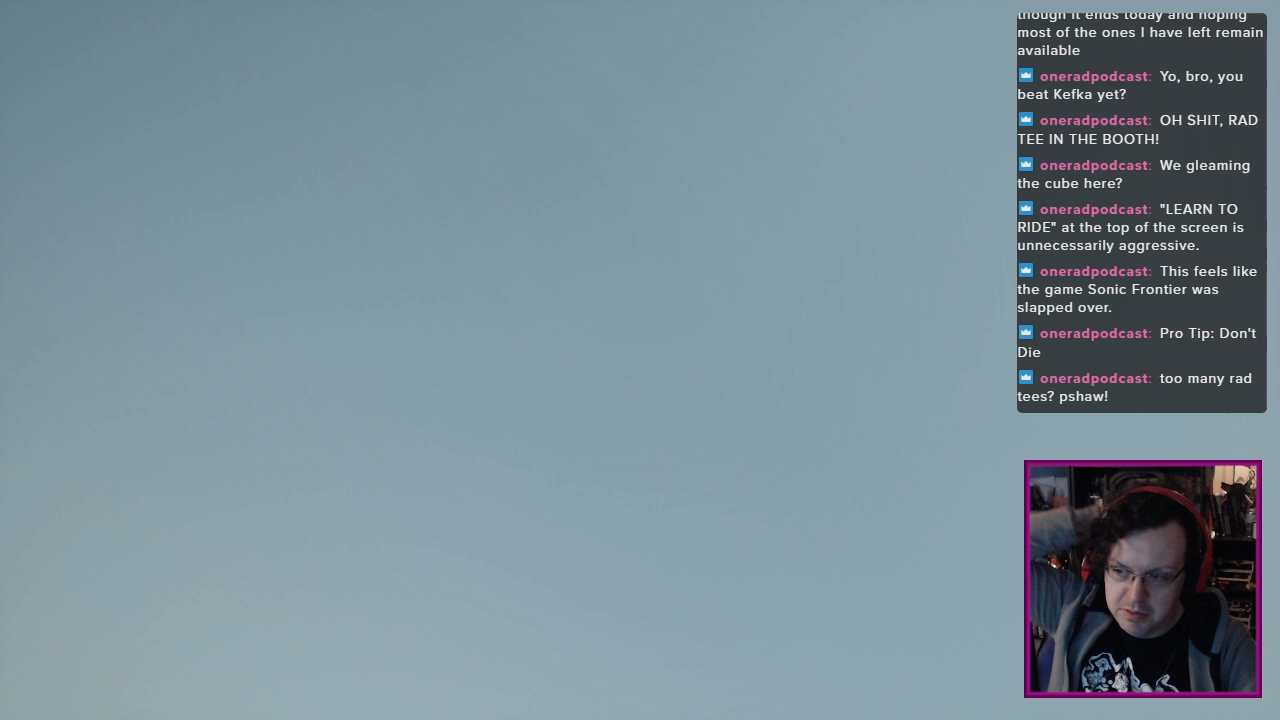 though it ends today and hoping
most of the ones I have left remain
available
oneradpodcast: Yo, bro, you
beat Kefka yet?
oneradpodcast: OH SHIT, RAD
TEE IN THE BOOTH!
oneradpodcast: We gleaming
the cube here?
oneradpodcast: "LEARN TO
RIDE" at the top of the screen is
unnecessarily aggressive.
oneradpodcast: This feels like
the game Sonic Frontier was
slapped over.
oneradpodcast: Pro Tip: Don't
Die
oneradpodcast: too many rad
tees? pshaw!